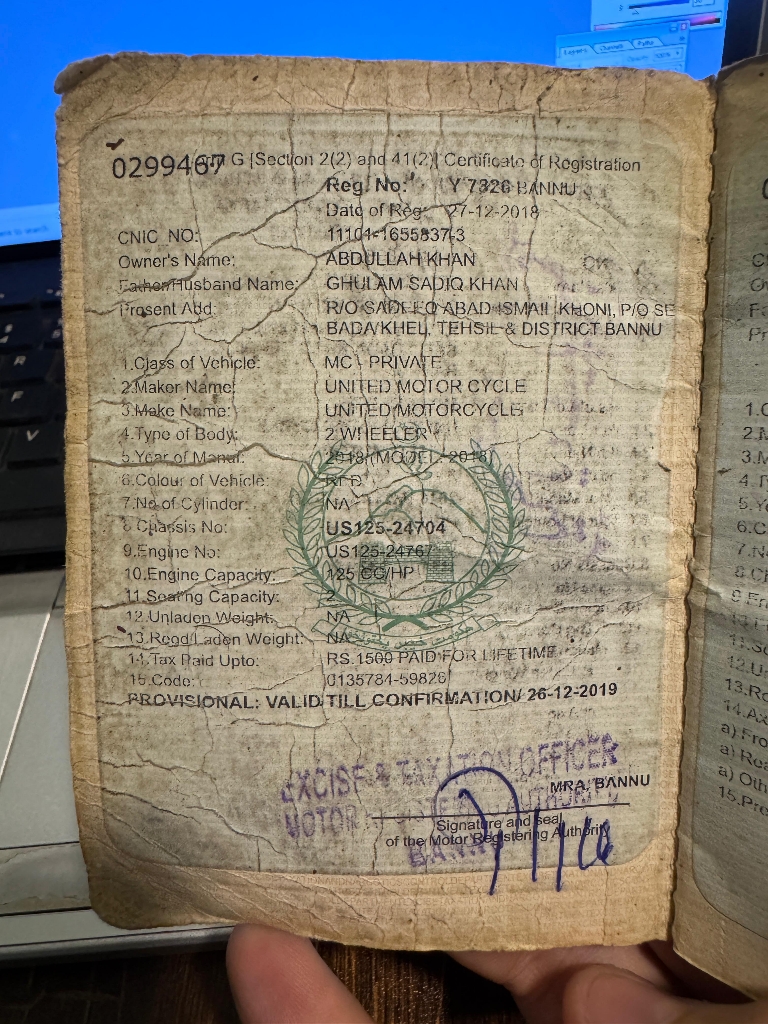 0299467 G [Section 2(2) and 41(2)] Certificate of Registration
Reg. No: Y 7326 BANNU
Date of Reg: 27-12-2018
CNIC NO: 11101-1655837-3
Owner's Name: ABDULLAH KHAN
Father/Husband Name: GHULAM SADIQ KHAN
Present Add: R/O SADEEQ ABAD ISMAIL KHONI, P/O SE
BADA KHEL, TEHSIL & DISTRICT BANNU
1.Class of Vehicle: MC - PRIVATE
2.Maker Name: UNITED MOTOR CYCLE
3.Make Name: UNITED MOTORCYCLE
4.Type of Body: 2 WHEELER
5.Year of Manuf: 2018 (MODEL-2018)
6.Colour of Vehicle: RED
7.No of Cylinder: NA
8 Chassis No: US125-24704
9.Engine No: US125-24767
10.Engine Capacity: 125 CC/HP
11.Seating Capacity: 2
12.Unladen Weight: NA
13.Regd/Laden Weight: NA
14.Tax Paid Upto: RS.1500 PAID FOR LIFETIME
15.Code: 0135784-59826
PROVISIONAL: VALID TILL CONFIRMATION/ 26-12-2019
EXCISE & TAXATION OFFICER
MRA, BANNU
MOTOR AUTHORITY
Signature and seal
of the Motor Registering Authority